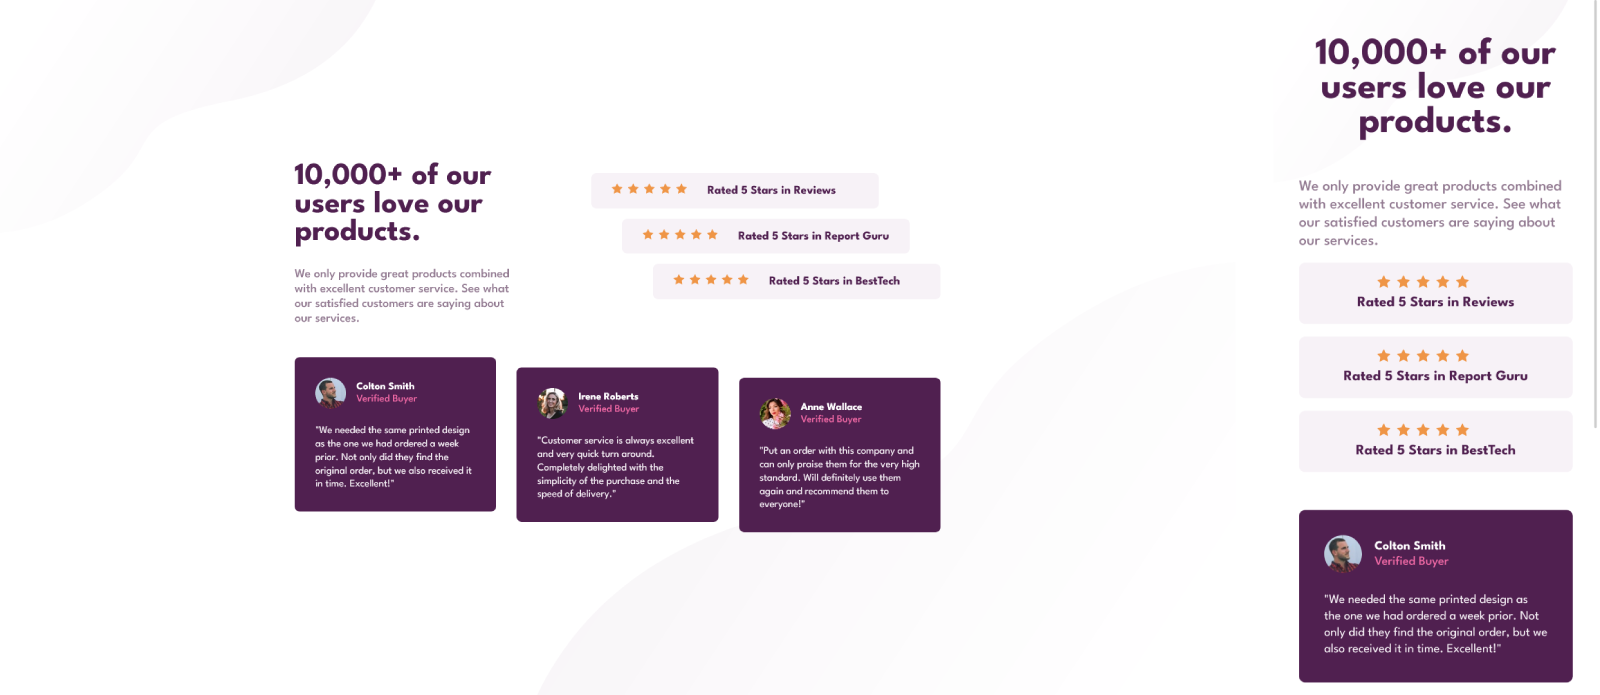 10,000+ of our
users love our
products.
We only provide great products combined
with excellent customer service. See what
our satisfied customers are saying about
our services.
Rated 5 Stars in Reviews
Rated 5 Stars in Report Guru
Rated 5 Stars in BestTech
Colton Smith
Verified Buyer
"We needed the same printed design
as the one we had ordered a week
prior. Not only did they find the
original order, but we also received it
in time. Excellent!"
Irene Roberts
Verified Buyer
"Customer service is always excellent
and very quick turn around.
Completely delighted with the
simplicity of the purchase and the
speed of delivery."
Anne Wallace
Verified Buyer
"Put an order with this company and
can only praise them for the very high
standard. Will definitely use them
again and recommend them to
everyone!"
10,000+ of our
users love our
products.
We only provide great products combined
with excellent customer service. See what
our satisfied customers are saying about
our services.
Rated 5 Stars in Reviews
Rated 5 Stars in Report Guru
Rated 5 Stars in BestTech
Colton Smith
Verified Buyer
"We needed the same printed design as
the one we had ordered a week prior. Not
only did they find the original order, but we
also received it in time. Excellent!"